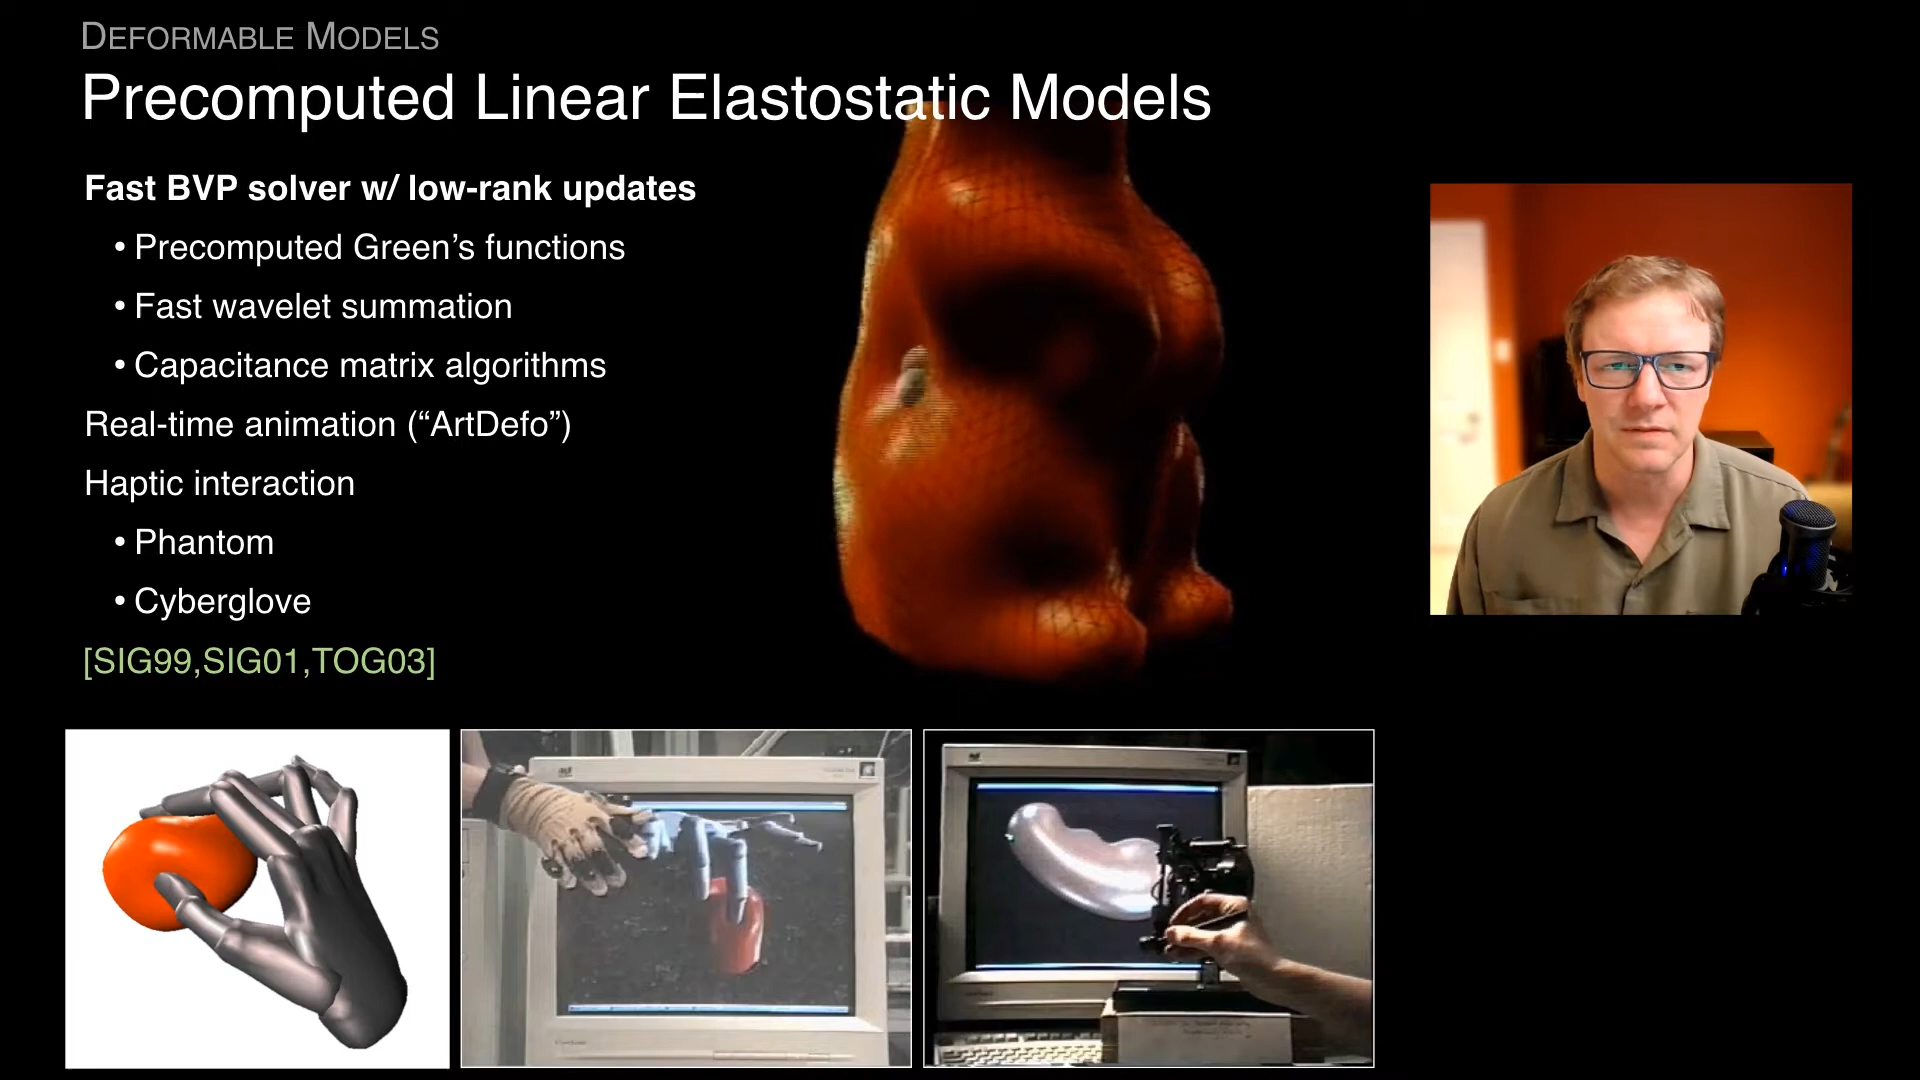 DEFORMABLE MODELS
Precomputed Linear Elastostatic Models
Fast BVP solver w/ low-rank updates
• Precomputed Green’s functions
• Fast wavelet summation
• Capacitance matrix algorithms
Real-time animation (“ArtDefo”)
Haptic interaction
• Phantom
• Cyberglove
[SIG99,SIG01,TOG03]